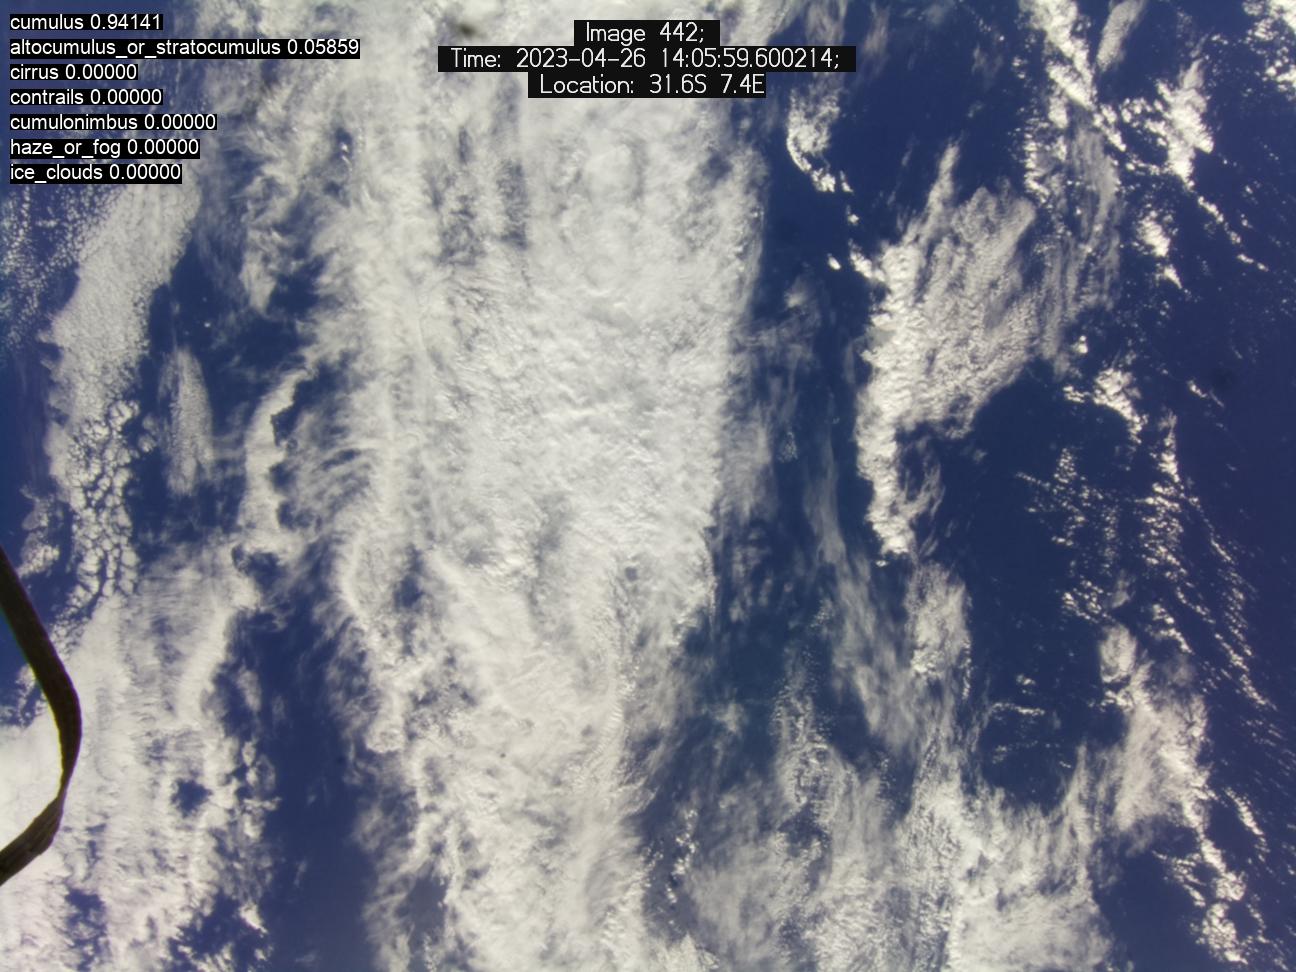 cumulus 0.94141
altocumulus_or_stratocumulus 0.05859
cirrus 0.00000
contrails 0.00000
cumulonimbus 0.00000
haze_or_fog 0.00000
ice_clouds 0.00000
Image 442;
Time: 2023-04-26 14:05:59.600214;
Location: 31.6S 7.4E